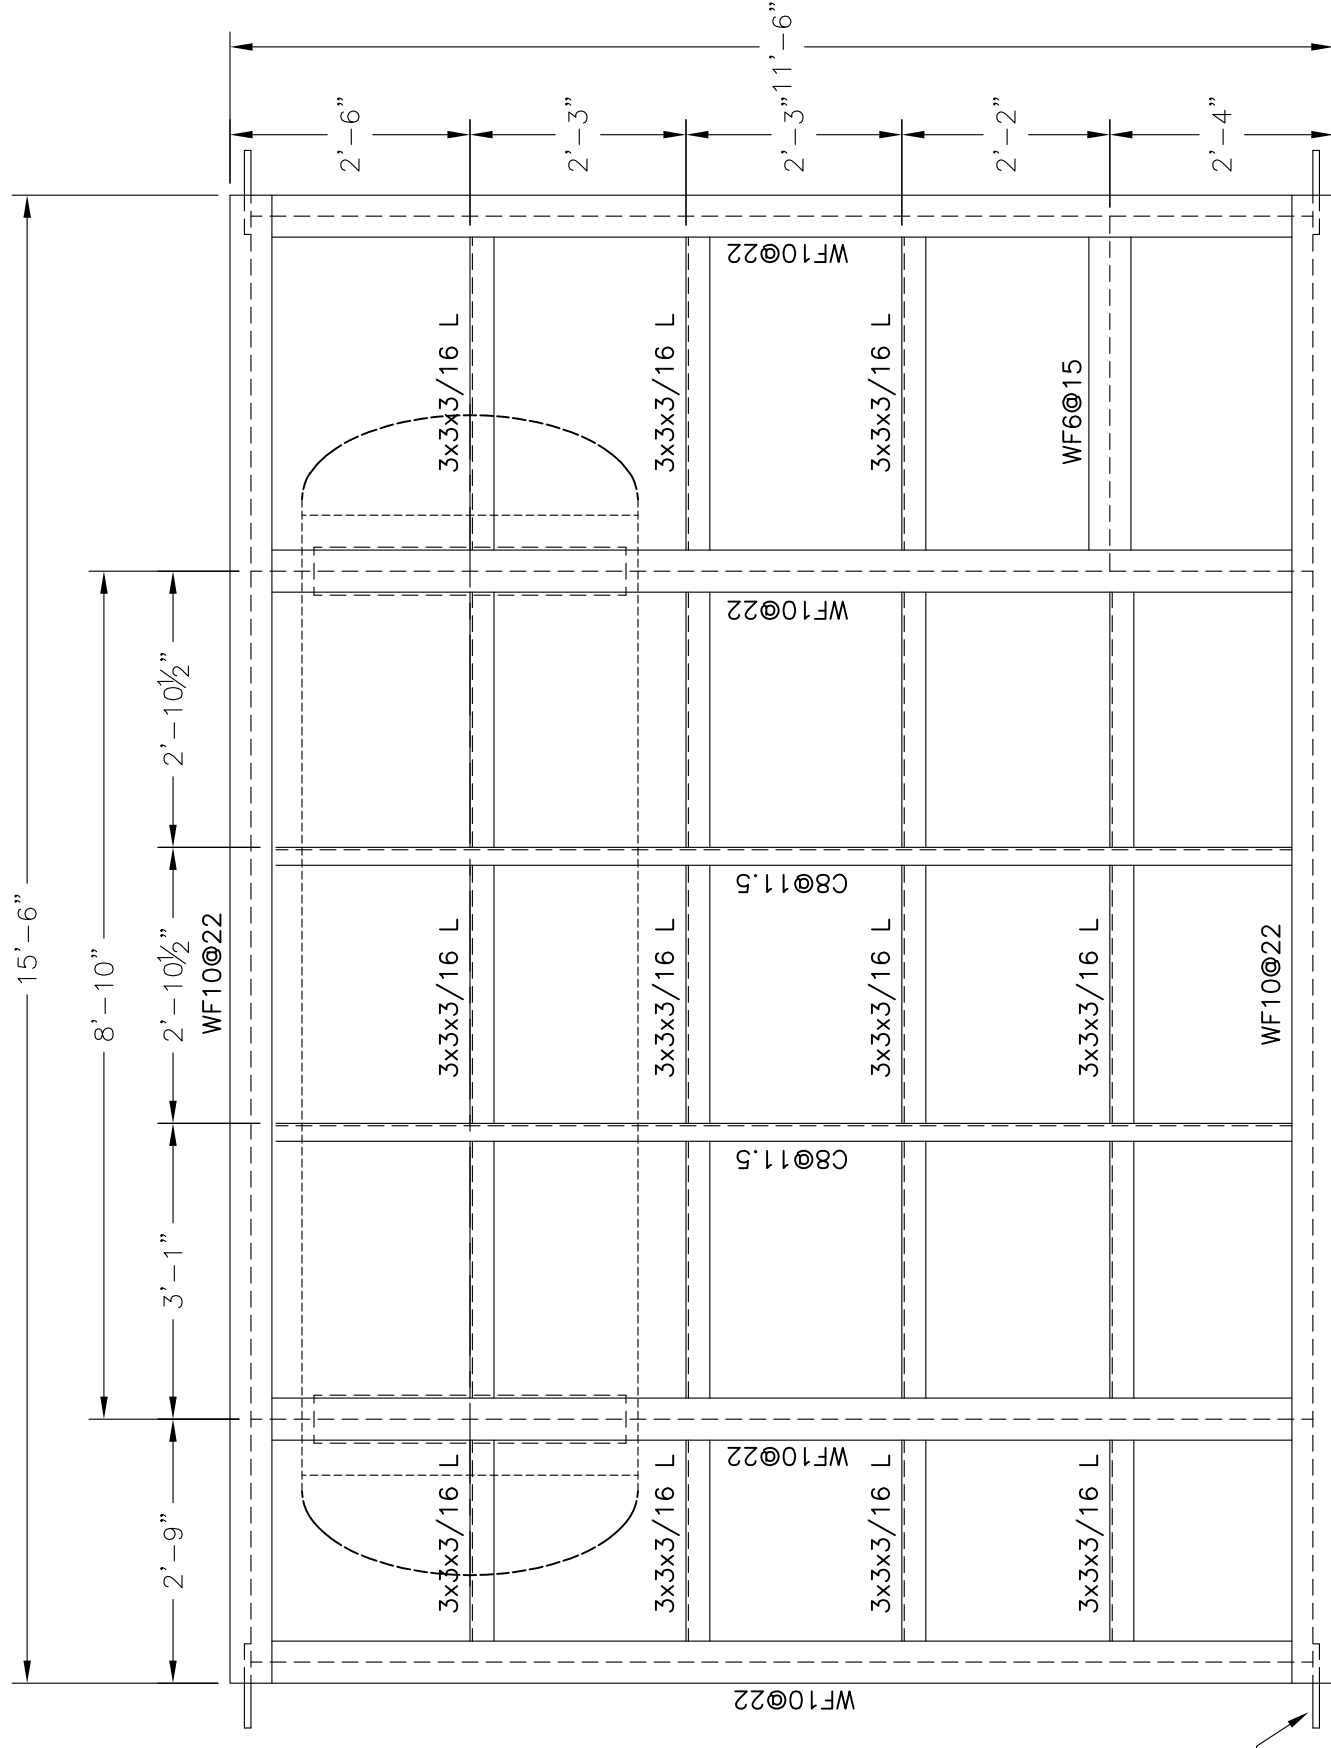 15'-6"
8'-10"
2'-9"
3'-1"
2'-10½"
2'-10½"
WF10@22
11'-6"
2'-6"
2'-3"
2'-3"
2'-2"
2'-4"
3x3x3/16 L
3x3x3/16 L
3x3x3/16 L
3x3x3/16 L
3x3x3/16 L
3x3x3/16 L
3x3x3/16 L
3x3x3/16 L
3x3x3/16 L
3x3x3/16 L
3x3x3/16 L
WF6@15
WF10@22
WF10@22
WF10@22
C8@11.5
C8@11.5
WF10@22
WF10@22